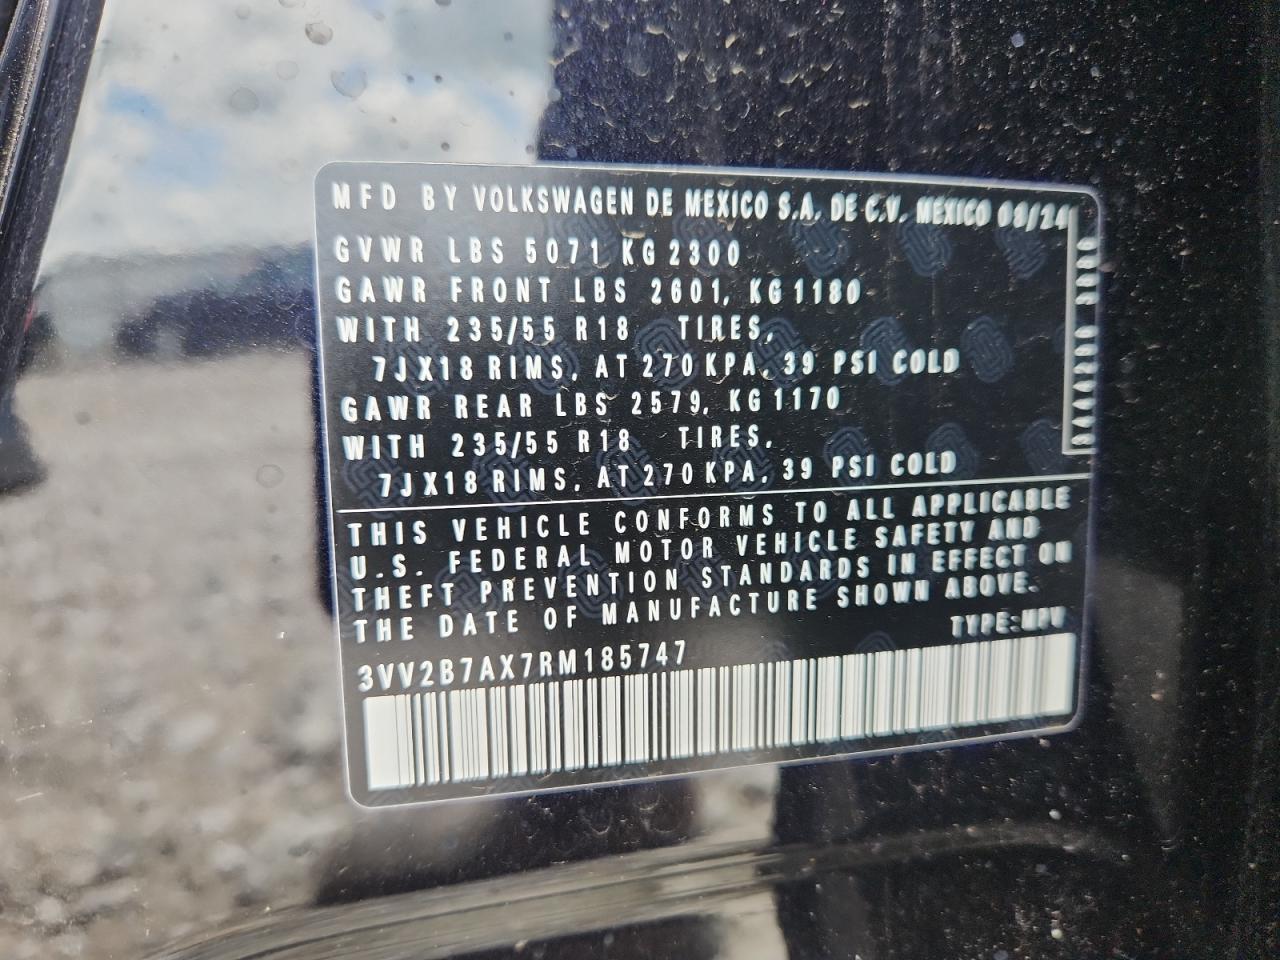 MFD BY VOLKSWAGEN DE MEXICO S.A. DE C.V. MEXICO 03/24
GVWR LBS 5071 KG 2300
GAWR FRONT LBS 2601, KG 1180
WITH 235/55 R18 TIRES,
7JX18 RIMS, AT 270 KPA, 39 PSI COLD
GAWR REAR LBS 2579, KG 1170
WITH 235/55 R18 TIRES,
7JX18 RIMS, AT 270 KPA, 39 PSI COLD
THIS VEHICLE CONFORMS TO ALL APPLICABLE
U.S. FEDERAL MOTOR VEHICLE SAFETY AND
THEFT PREVENTION STANDARDS IN EFFECT ON
THE DATE OF MANUFACTURE SHOWN ABOVE.
TYPE:MPV
3VV2B7AX7RM185747